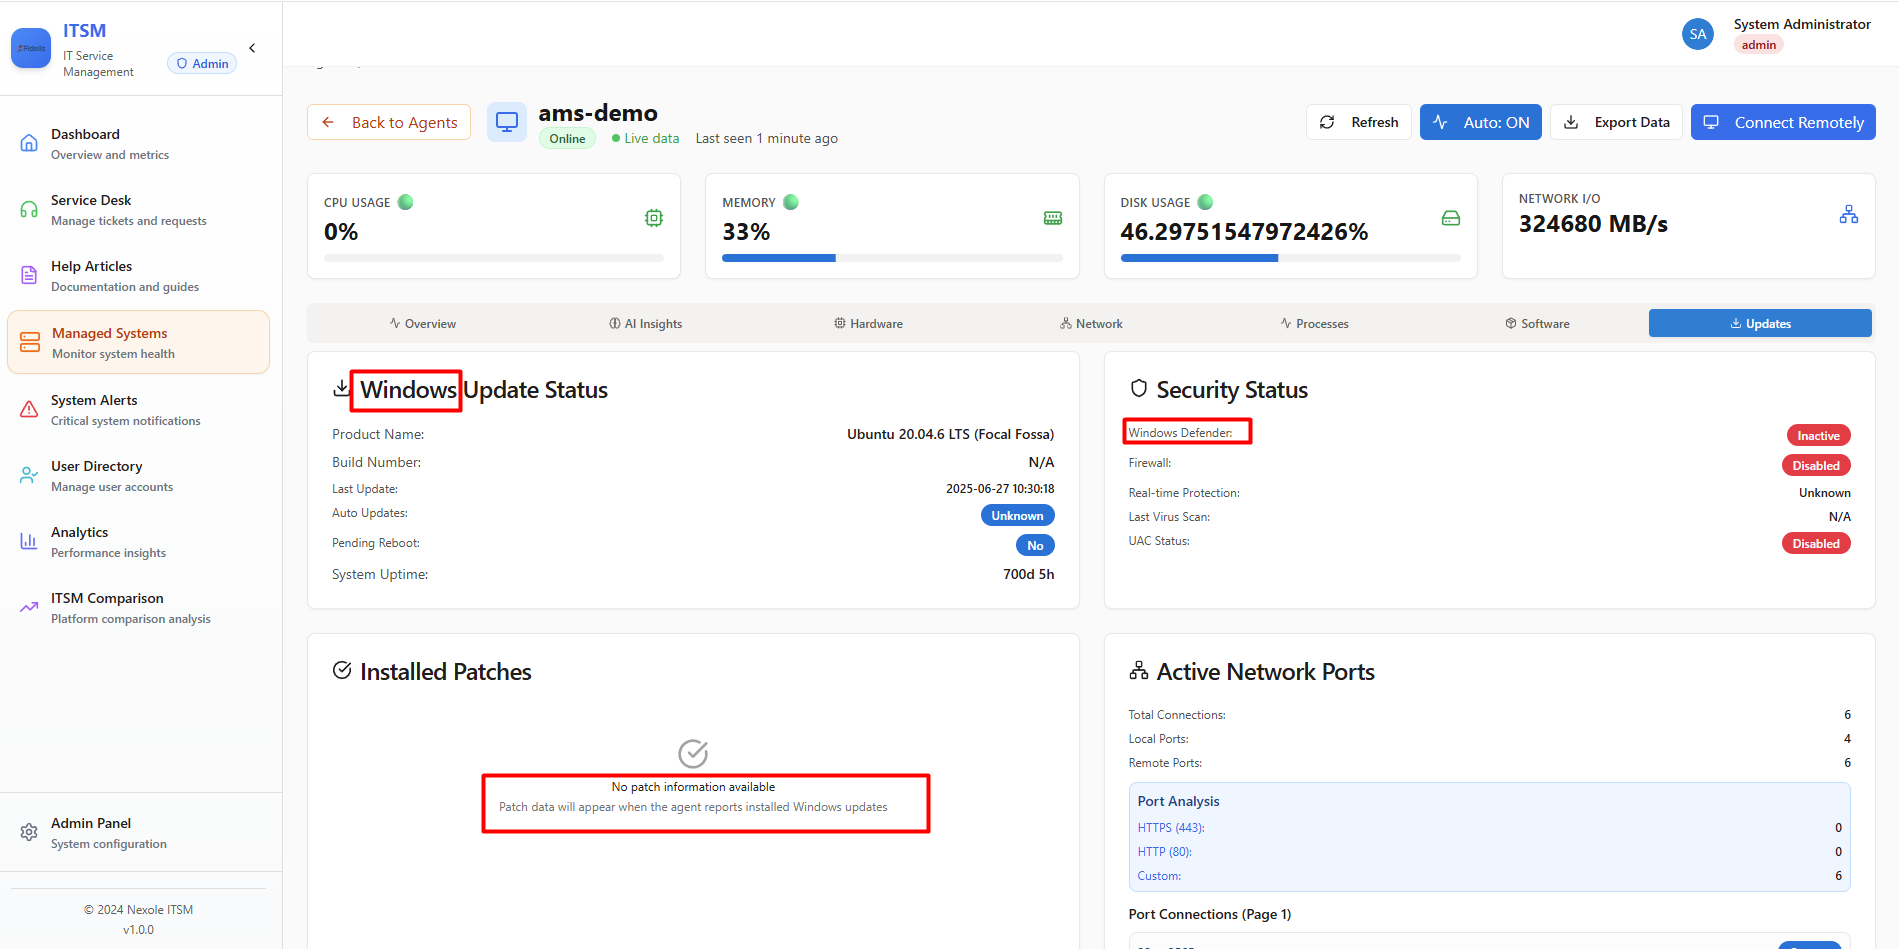 Fidelis
ITSM
IT Service
Management
Admin
Dashboard
Overview and metrics
Service Desk
Manage tickets and requests
Help Articles
Documentation and guides
Managed Systems
Monitor system health
System Alerts
Critical system notifications
User Directory
Manage user accounts
Analytics
Performance insights
ITSM Comparison
Platform comparison analysis
Admin Panel
System configuration
© 2024 Nexole ITSM
v1.0.0
SA
System Administrator
admin
Back to Agents
ams-demo
Online
Live data
Last seen 1 minute ago
Refresh
Auto: ON
Export Data
Connect Remotely
CPU USAGE
0%
MEMORY
33%
DISK USAGE
46.29751547972426%
NETWORK I/O
324680 MB/s
Overview
AI Insights
Hardware
Network
Processes
Software
Updates
Windows Update Status
Product Name: Ubuntu 20.04.6 LTS (Focal Fossa)
Build Number: N/A
Last Update: 2025-06-27 10:30:18
Auto Updates: Unknown
Pending Reboot: No
System Uptime: 700d 5h
Security Status
Windows Defender: Inactive
Firewall: Disabled
Real-time Protection: Unknown
Last Virus Scan: N/A
UAC Status: Disabled
Installed Patches
No patch information available
Patch data will appear when the agent reports installed Windows updates
Active Network Ports
Total Connections: 6
Local Ports: 4
Remote Ports: 6
Port Analysis
HTTPS (443): 0
HTTP (80): 0
Custom: 6
Port Connections (Page 1)